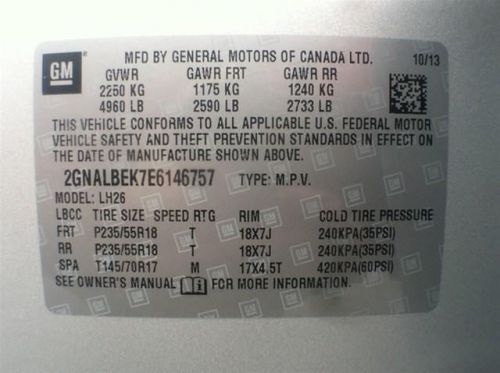 GM
MFD BY GENERAL MOTORS OF CANADA LTD. 10/13
GVWR GAWR FRT GAWR RR
2250 KG 1175 KG 1240 KG
4960 LB 2590 LB 2733 LB
THIS VEHICLE CONFORMS TO ALL APPLICABLE U.S. FEDERAL MOTOR
VEHICLE SAFETY AND THEFT PREVENTION STANDARDS IN EFFECT ON
THE DATE OF MANUFACTURE SHOWN ABOVE.
2GNALBEK7E6146757 TYPE: M.P.V.
MODEL: LH26
LBCC TIRE SIZE SPEED RTG RIM COLD TIRE PRESSURE
FRT P235/55R18 T 18X7J 240KPA(35PSI)
RR P235/55R18 T 18X7J 240KPA(35PSI)
SPA T145/70R17 M 17X4.5T 420KPA(60PSI)
SEE OWNER'S MANUAL FOR MORE INFORMATION.